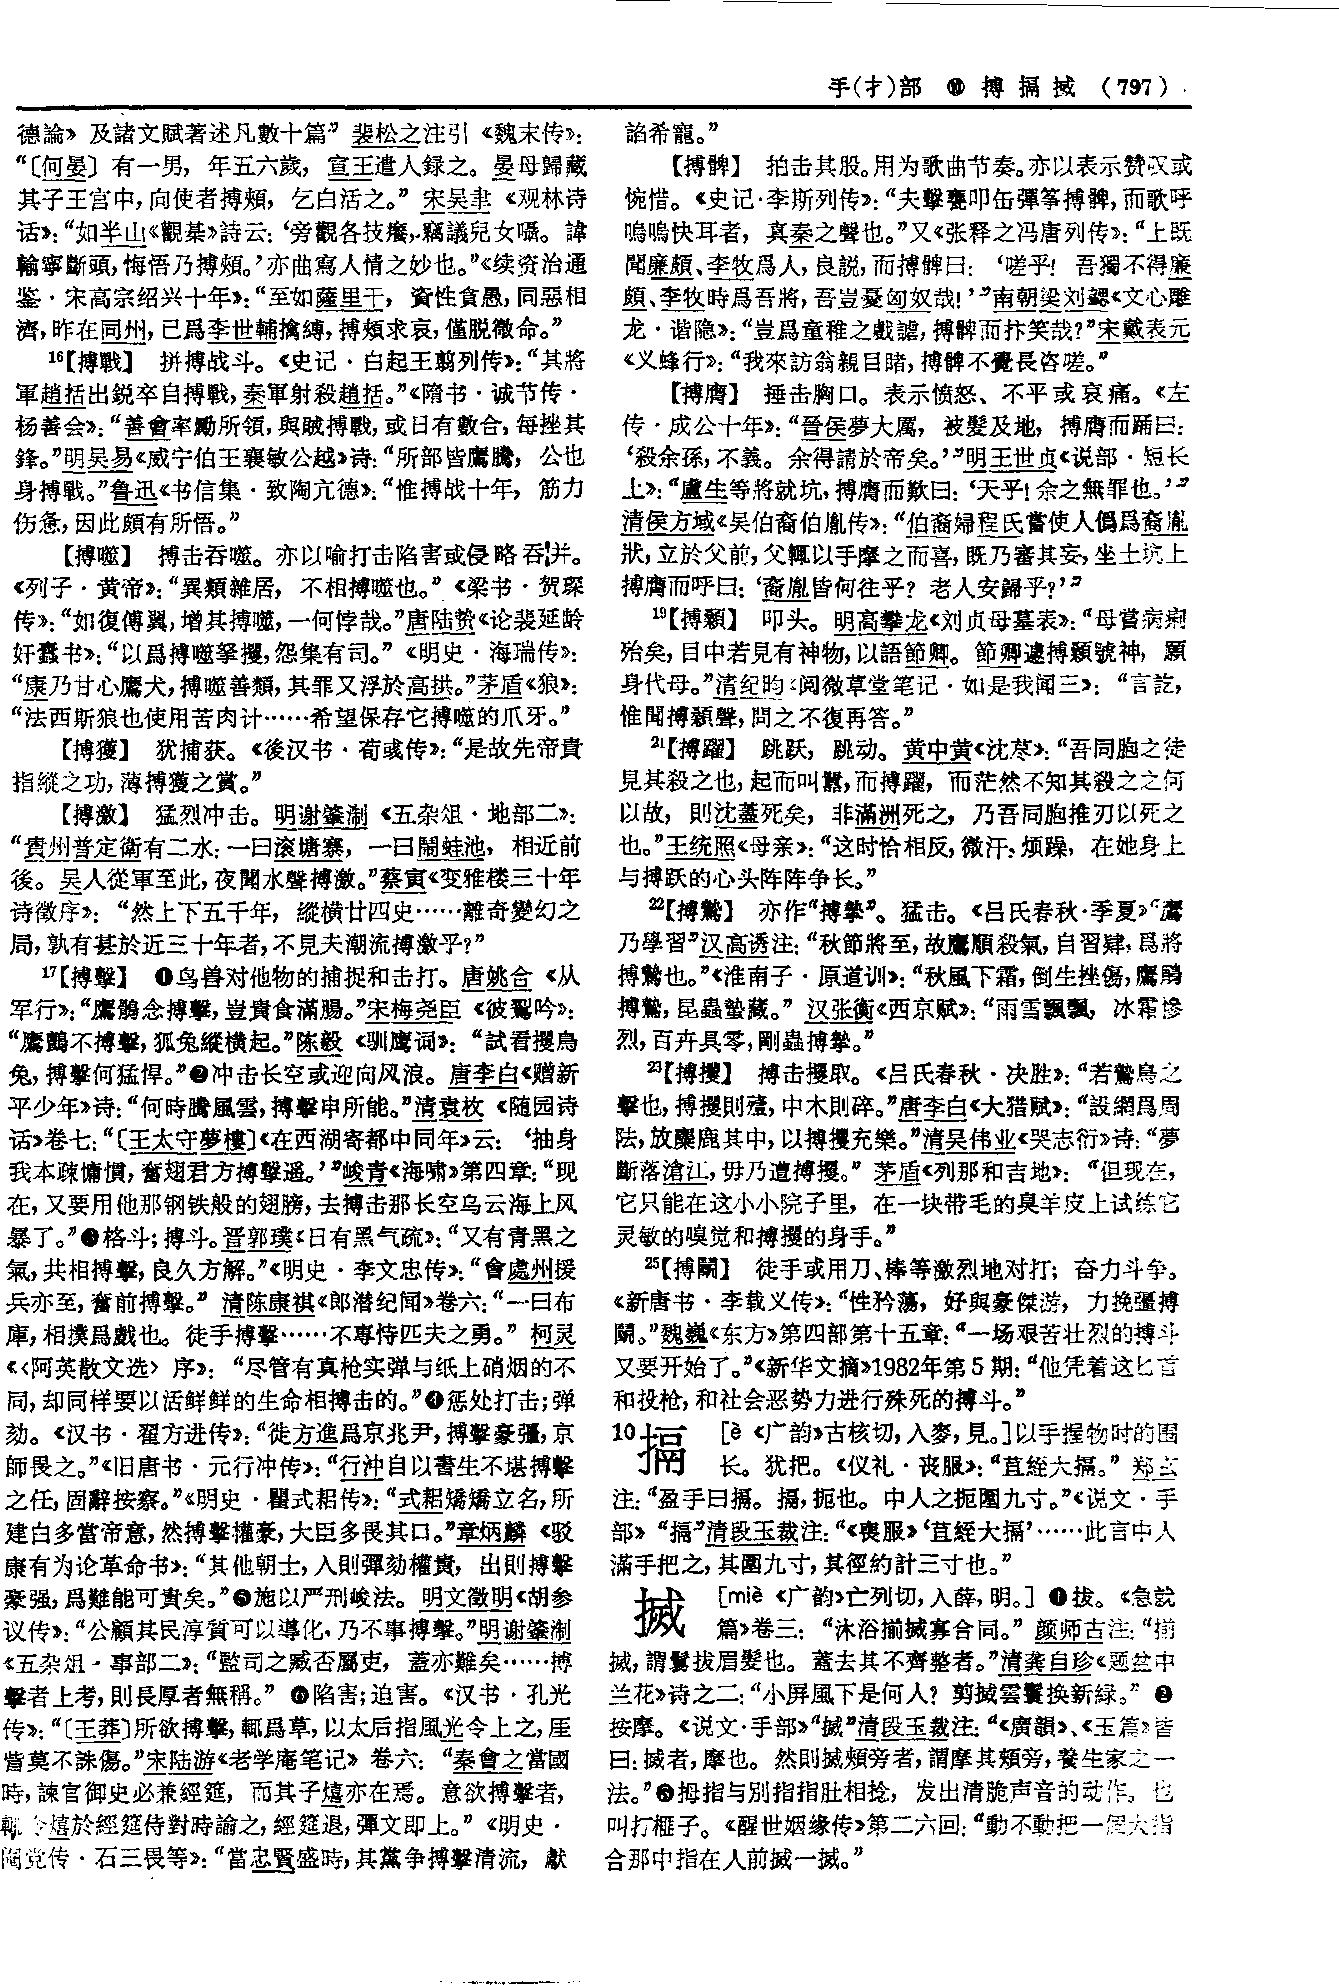 手(扌)部 ⑩ 搏搹搣 (797)
德論》及諸文賦著述凡數十篇”裴松之注引《魏末传》：
“〔何晏〕有一男，年五六歲，宣王遣人録之。晏母歸藏
其子王宫中，向使者搏頰，乞白活之。”宋吴聿《观林诗
话》：“如半山《觀棊》詩云：‘旁觀各技癢，竊議兒女囁。諱
輸寧斷頭，悔悟乃搏頰。’亦曲寫人情之妙也。”《续资治通
鉴·宋高宗绍兴十年》：“至如薩里干，資性貪愚，同惡相
濟，昨在同州，已爲李世輔擒縛，搏頰求哀，僅脱微命。”
16【搏戰】 拼搏战斗。《史记·白起王翦列传》：“其將
軍趙括出鋭卒自搏戰，秦軍射殺趙括。”《隋书·诚节传·
杨善会》：“善會率勵所領，與賊搏戰，或日有數合，每挫其
鋒。”明吴易《威宁伯王襄敏公越》诗：“所部皆鷹騰，公也
身搏戰。”鲁迅《书信集·致陶亢德》：“惟搏战十年，筋力
伤惫，因此頗有所悟。”
【搏噬】 搏击吞噬。亦以喻打击陷害或侵略吞并。
《列子·黄帝》：“異類雜居，不相搏噬也。”《梁书·贺琛
传》：“如復傅翼，增其搏噬，一何悖哉。”唐陆贽《论裴延龄
奸蠹书》：“以爲搏噬拏攫，怨集有司。”《明史·海瑞传》：
“康乃甘心鷹犬，搏噬善類，其罪又浮於高拱。”茅盾《狼》：
“法西斯狼也使用苦肉计……希望保存它搏噬的爪牙。”
【搏獲】 犹捕获。《後汉书·荀彧传》：“是故先帝貴
指縱之功，薄搏獲之賞。”
【搏激】 猛烈冲击。明谢肇淛《五杂俎·地部二》：
“貴州普定衛有二水：一曰滚塘寨，一曰鬧蛙池，相近前
後。吴人從軍至此，夜聞水聲搏激。”蔡寅《变雅楼三十年
诗徵序》：“然上下五千年，縱横廿四史……離奇變幻之
局，孰有甚於近三十年者，不見夫潮流搏激乎？”
17【搏擊】 ❶鸟兽对他物的捕捉和击打。唐姚合《从
军行》：“鷹鶻念搏擊，豈貴食滿腸。”宋梅尧臣《彼鴷吟》：
“鷹鸇不搏擊，狐兔縱横起。”陈毅《驯鹰词》：“試看攫鳥
兔，搏擊何猛悍。”❷冲击长空或迎向风浪。唐李白《赠新
平少年》诗：“何時騰風雲，搏擊申所能。”清袁枚《随园诗
话》卷七：“〔王太守夢樓〕《在西湖寄都中同年》云：‘抽身
我本疎慵慣，奮翅君方搏擊遥。’”峻青《海啸》第四章：“现
在，又要用他那钢铁般的翅膀，去搏击那长空乌云海上风
暴了。”❸格斗；搏斗。晋郭璞《日有黑气疏》：“又有青黑之
氣，共相搏擊，良久方解。”《明史·李文忠传》：“會處州援
兵亦至，奮前搏擊。”清陈康祺《郎潜纪闻》卷六：“一曰布
庫，相撲爲戲也。徒手搏擊……不專恃匹夫之勇。”柯灵
《〈阿英散文选〉序》：“尽管有真枪实弹与纸上硝烟的不
同，却同样要以活鲜鲜的生命相搏击的。”❹惩处打击；弹
劾。《汉书·翟方进传》：“徙方進爲京兆尹，搏擊豪彊，京
師畏之。”《旧唐书·元行冲传》：“行沖自以書生不堪搏擊
之任，固辭按察。”《明史·瞿式耜传》：“式耜矯矯立名，所
建白多當帝意，然搏擊權豪，大臣多畏其口。”章炳麟《驳
康有为论革命书》：“其他朝士，入則彈劾權貴，出則搏擊
豪强，爲難能可貴矣。”❺施以严刑峻法。明文徵明《胡参
议传》：“公顧其民淳質可以導化，乃不事搏擊。”明谢肇淛
《五杂俎·事部二》：“監司之臧否屬吏，蓋亦難矣……搏
擊者上考，則長厚者無稱。”❻陷害；迫害。《汉书·孔光
传》：“〔王莽〕所欲搏擊，輒爲草，以太后指風光令上之，厓
眥莫不誅傷。”宋陆游《老学庵笔记》卷六：“秦會之當國
時，諫官御史必兼經筵，而其子熺亦在焉。意欲搏擊者，
輒令熺於經筵侍對時諭之，經筵退，彈文即上。”《明史·
阉党传·石三畏等》：“當忠賢盛時，其黨争搏擊清流，獻
諂希寵。”
【搏髀】 拍击其股。用为歌曲节奏。亦以表示赞叹或
惋惜。《史记·李斯列传》：“夫擊甕叩缶彈筝搏髀，而歌呼
嗚嗚快耳者，真秦之聲也。”又《张释之冯唐列传》：“上既
聞廉頗、李牧爲人，良説，而搏髀曰：‘嗟乎！吾獨不得廉
頗、李牧時爲吾將，吾豈憂匈奴哉！’”南朝梁刘勰《文心雕
龙·谐隐》：“豈爲童稚之戲謔，搏髀而抃笑哉？”宋戴表元
《义蜂行》：“我來訪翁親目睹，搏髀不覺長咨嗟。”
【搏膺】 捶击胸口。表示愤怒、不平或哀痛。《左
传·成公十年》：“晉侯夢大厲，被髮及地，搏膺而踊曰：
‘殺余孫，不義。余得請於帝矣。’”明王世贞《说部·短长
上》：“盧生等將就坑，搏膺而歎曰：‘天乎！余之無罪也。’”
清侯方域《吴伯裔伯胤传》：“伯裔婦程氏嘗使人僞爲裔胤
狀，立於父前，父輒以手摩之而喜，既乃審其妄，坐土坑上
搏膺而呼曰：‘裔胤皆何往乎？老人安歸乎？’”
19【搏顙】 叩头。明高攀龙《刘贞母墓表》：“母嘗病痢
殆矣，目中若見有神物，以語節卿。節卿遽搏顙號神，願
身代母。”清纪昀《阅微草堂笔记·如是我闻三》：“言訖，
惟聞搏顙聲，問之不復再答。”
21【搏躍】 跳跃，跳动。黄中黄《沈荩》：“吾同胞之徒
見其殺之也，起而叫囂，而搏躍，而茫然不知其殺之之何
以故，則沈藎死矣，非滿洲死之，乃吾同胞推刃以死之
也。”王统照《母亲》：“这时恰相反，微汗，烦躁，在她身上
与搏跃的心头阵阵争长。”
22【搏鷙】 亦作“搏摯”。猛击。《吕氏春秋·季夏》“鷹
乃學習”汉高诱注：“秋節將至，故鷹順殺氣，自習肄，爲將
搏鷙也。”《淮南子·原道训》：“秋風下霜，倒生挫傷，鷹鵰
搏鷙，昆蟲蟄藏。”汉张衡《西京赋》：“雨雪飄飄，冰霜慘
烈，百卉具零，剛蟲搏摯。”
23【搏攫】 搏击攫取。《吕氏春秋·决胜》：“若鷙鳥之
擊也，搏攫則殪，中木則碎。”唐李白《大猎赋》：“設網爲周
阹，放麋鹿其中，以搏攫充樂。”清吴伟业《哭志衍》诗：“夢
斷落滄江，毋乃遭搏攫。”茅盾《列那和吉地》：“但现在，
它只能在这小小院子里，在一块带毛的臭羊皮上试练它
灵敏的嗅觉和搏攫的身手。”
25【搏鬭】 徒手或用刀、棒等激烈地对打；奋力斗争。
《新唐书·李载义传》：“性矜蕩，好與豪傑游，力挽彊搏
鬭。”魏巍《东方》第四部第十五章：“一场艰苦壮烈的搏斗
又要开始了。”《新华文摘》1982年第5期：“他凭着这匕首
和投枪，和社会恶势力进行殊死的搏斗。”
10搹 [è《广韵》古核切，入麥，見。]以手握物时的围
长。犹把。《仪礼·丧服》：“苴絰大搹。”郑玄
注：“盈手曰搹。搹，扼也。中人之扼圍九寸。”《说文·手
部》“搹”清段玉裁注：“《喪服》‘苴絰大搹’……此言中人
滿手把之，其圍九寸，其徑約計三寸也。”
搣 [miè《广韵》亡列切，入薛，明。]❶拔。《急就
篇》卷三：“沐浴揃搣寡合同。”颜师古注：“揃
搣，謂鬄拔眉髮也。蓋去其不齊整者。”清龚自珍《题盆中
兰花》诗之二：“小屏風下是何人？剪搣雲鬟换新緑。”❷
按摩。《说文·手部》“搣”清段玉裁注：“《廣韻》、《玉篇》皆
曰：搣者，摩也。然則搣頰旁者，謂摩其頰旁，養生家之一
法。”❸拇指与别指指肚相捻，发出清脆声音的动作。也
叫打榧子。《醒世姻缘传》第二六回：“動不動把一個大指
合那中指在人前搣一搣。”